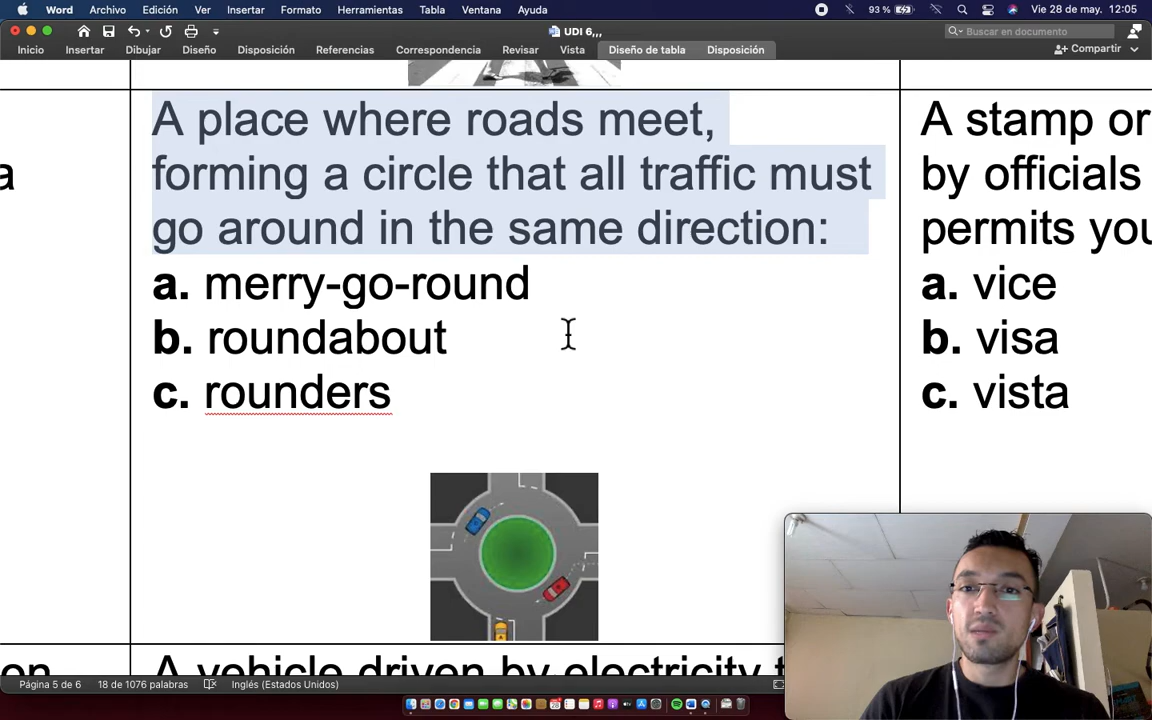 Word Archivo Edición Ver Insertar Formato Herramientas Tabla Ventana Ayuda 93 % Vie 28 de may. 12:05
UDI 6,,, Buscar en documento
Inicio Insertar Dibujar Diseño Disposición Referencias Correspondencia Revisar Vista Diseño de tabla Disposición Compartir
A place where roads meet,
forming a circle that all traffic must
go around in the same direction:
a. merry-go-round
b. roundabout
c. rounders
a
A stamp or
by officials
permits you
a. vice
b. visa
c. vista
on
A vehicle driven by electricity
Página 5 de 6 18 de 1076 palabras Inglés (Estados Unidos)